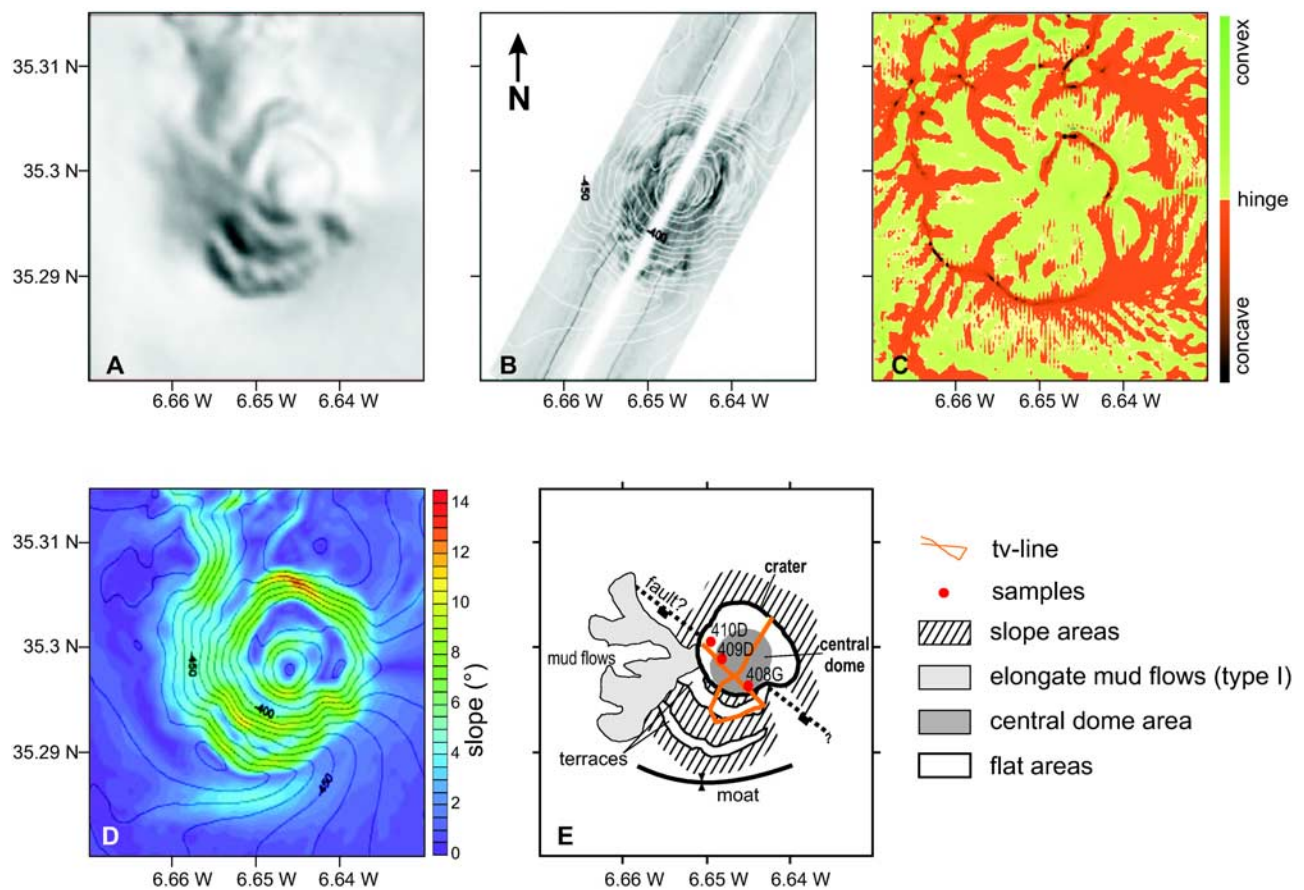 35.31 N
35.3 N
35.29 N
A
6.66 W 6.65 W 6.64 W
N
-450
-400
B
6.66 W 6.65 W 6.64 W
C
6.66 W 6.65 W 6.64 W
convex
hinge
concave
35.31 N
35.3 N
35.29 N
-450
-400
-450
D
6.66 W 6.65 W 6.64 W
14
12
10
8
6
4
2
0
slope (°)
fault?
crater
410D
409D
central
dome
mud flows
408G
terraces
?
moat
E
6.66 W 6.65 W 6.64 W
tv-line
samples
slope areas
elongate mud flows (type I)
central dome area
flat areas